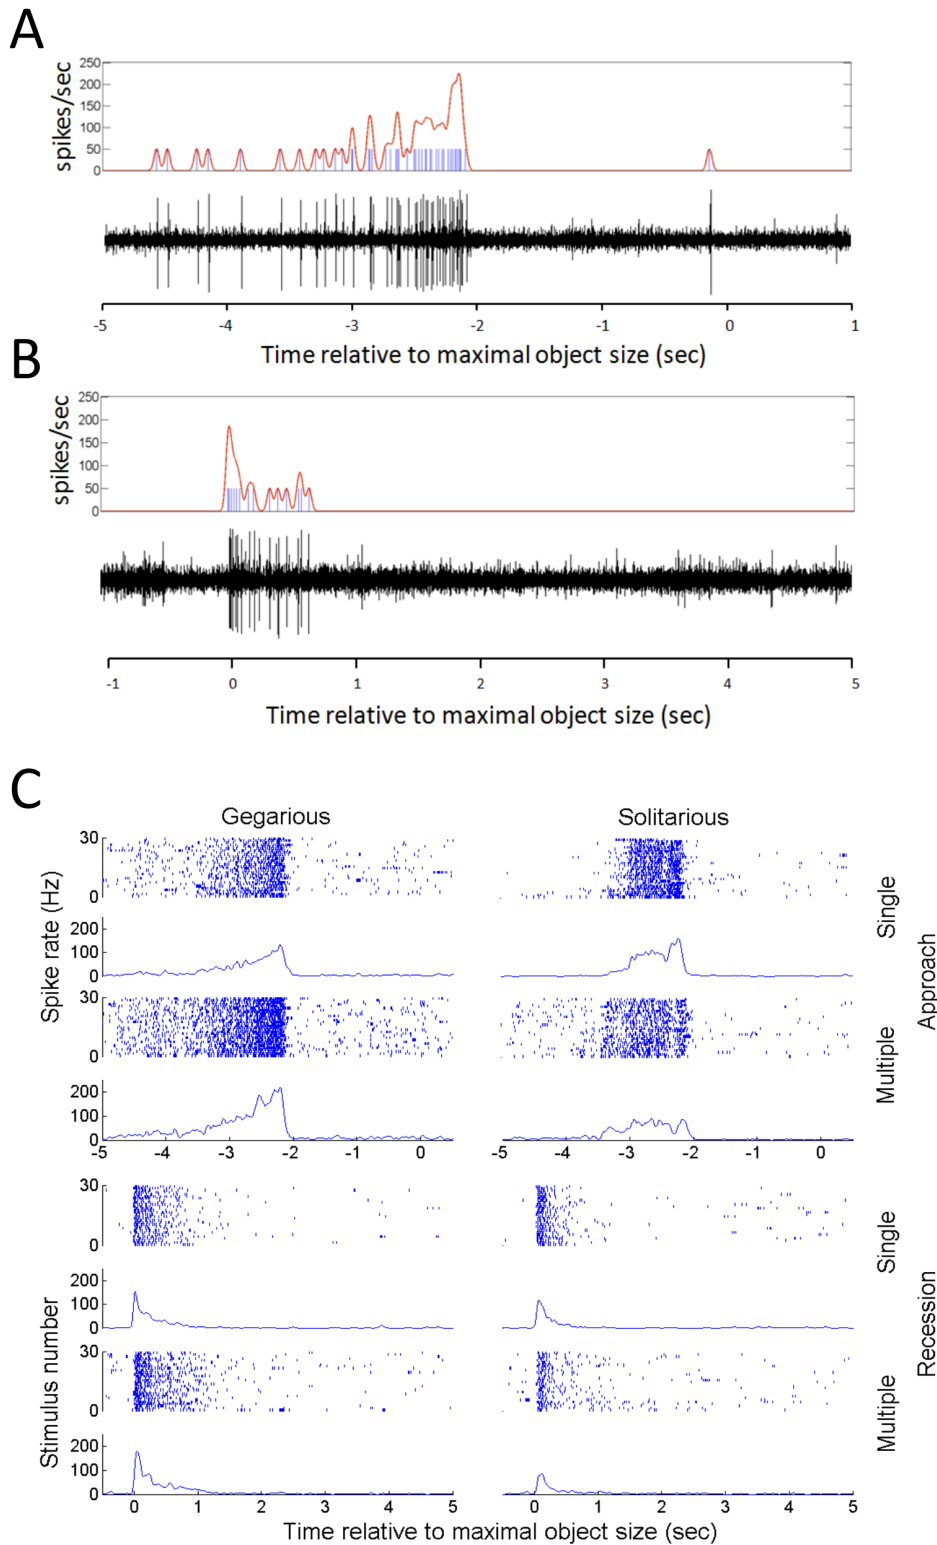 A
spikes/sec
250
200
150
100
50
0
-5 -4 -3 -2 -1 0 1
Time relative to maximal object size (sec)
B
spikes/sec
250
200
150
100
50
0
-1 0 1 2 3 4 5
Time relative to maximal object size (sec)
C
Gegarious Solitarious
Spike rate (Hz)
30
0
Single
200
100
0
Approach
30
0
Multiple
200
100
0
-5 -4 -3 -2 -1 0 -5 -4 -3 -2 -1 0
Stimulus number
30
0
Single
200
100
0
Recession
30
0
Multiple
200
100
0
0 1 2 3 4 5 0 1 2 3 4 5
Time relative to maximal object size (sec)